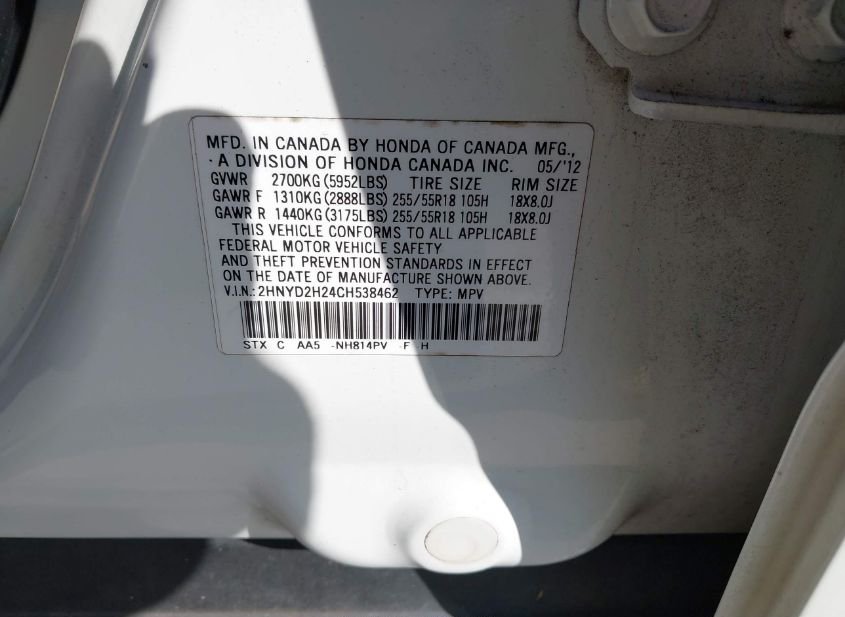 MFD. IN CANADA BY HONDA OF CANADA MFG.,
· A DIVISION OF HONDA CANADA INC. 05/'12
GVWR 2700KG (5952LBS) TIRE SIZE RIM SIZE
GAWR F 1310KG (2888LBS) 255/55R18 105H 18X8.0J
GAWR R 1440KG (3175LBS) 255/55R18 105H 18X8.0J
THIS VEHICLE CONFORMS TO ALL APPLICABLE
FEDERAL MOTOR VEHICLE SAFETY
AND THEFT PREVENTION STANDARDS IN EFFECT
ON THE DATE OF MANUFACTURE SHOWN ABOVE.
V.I.N.: 2HNYD2H24CH538462 TYPE: MPV
STX C AA5 -NH814PV -F H